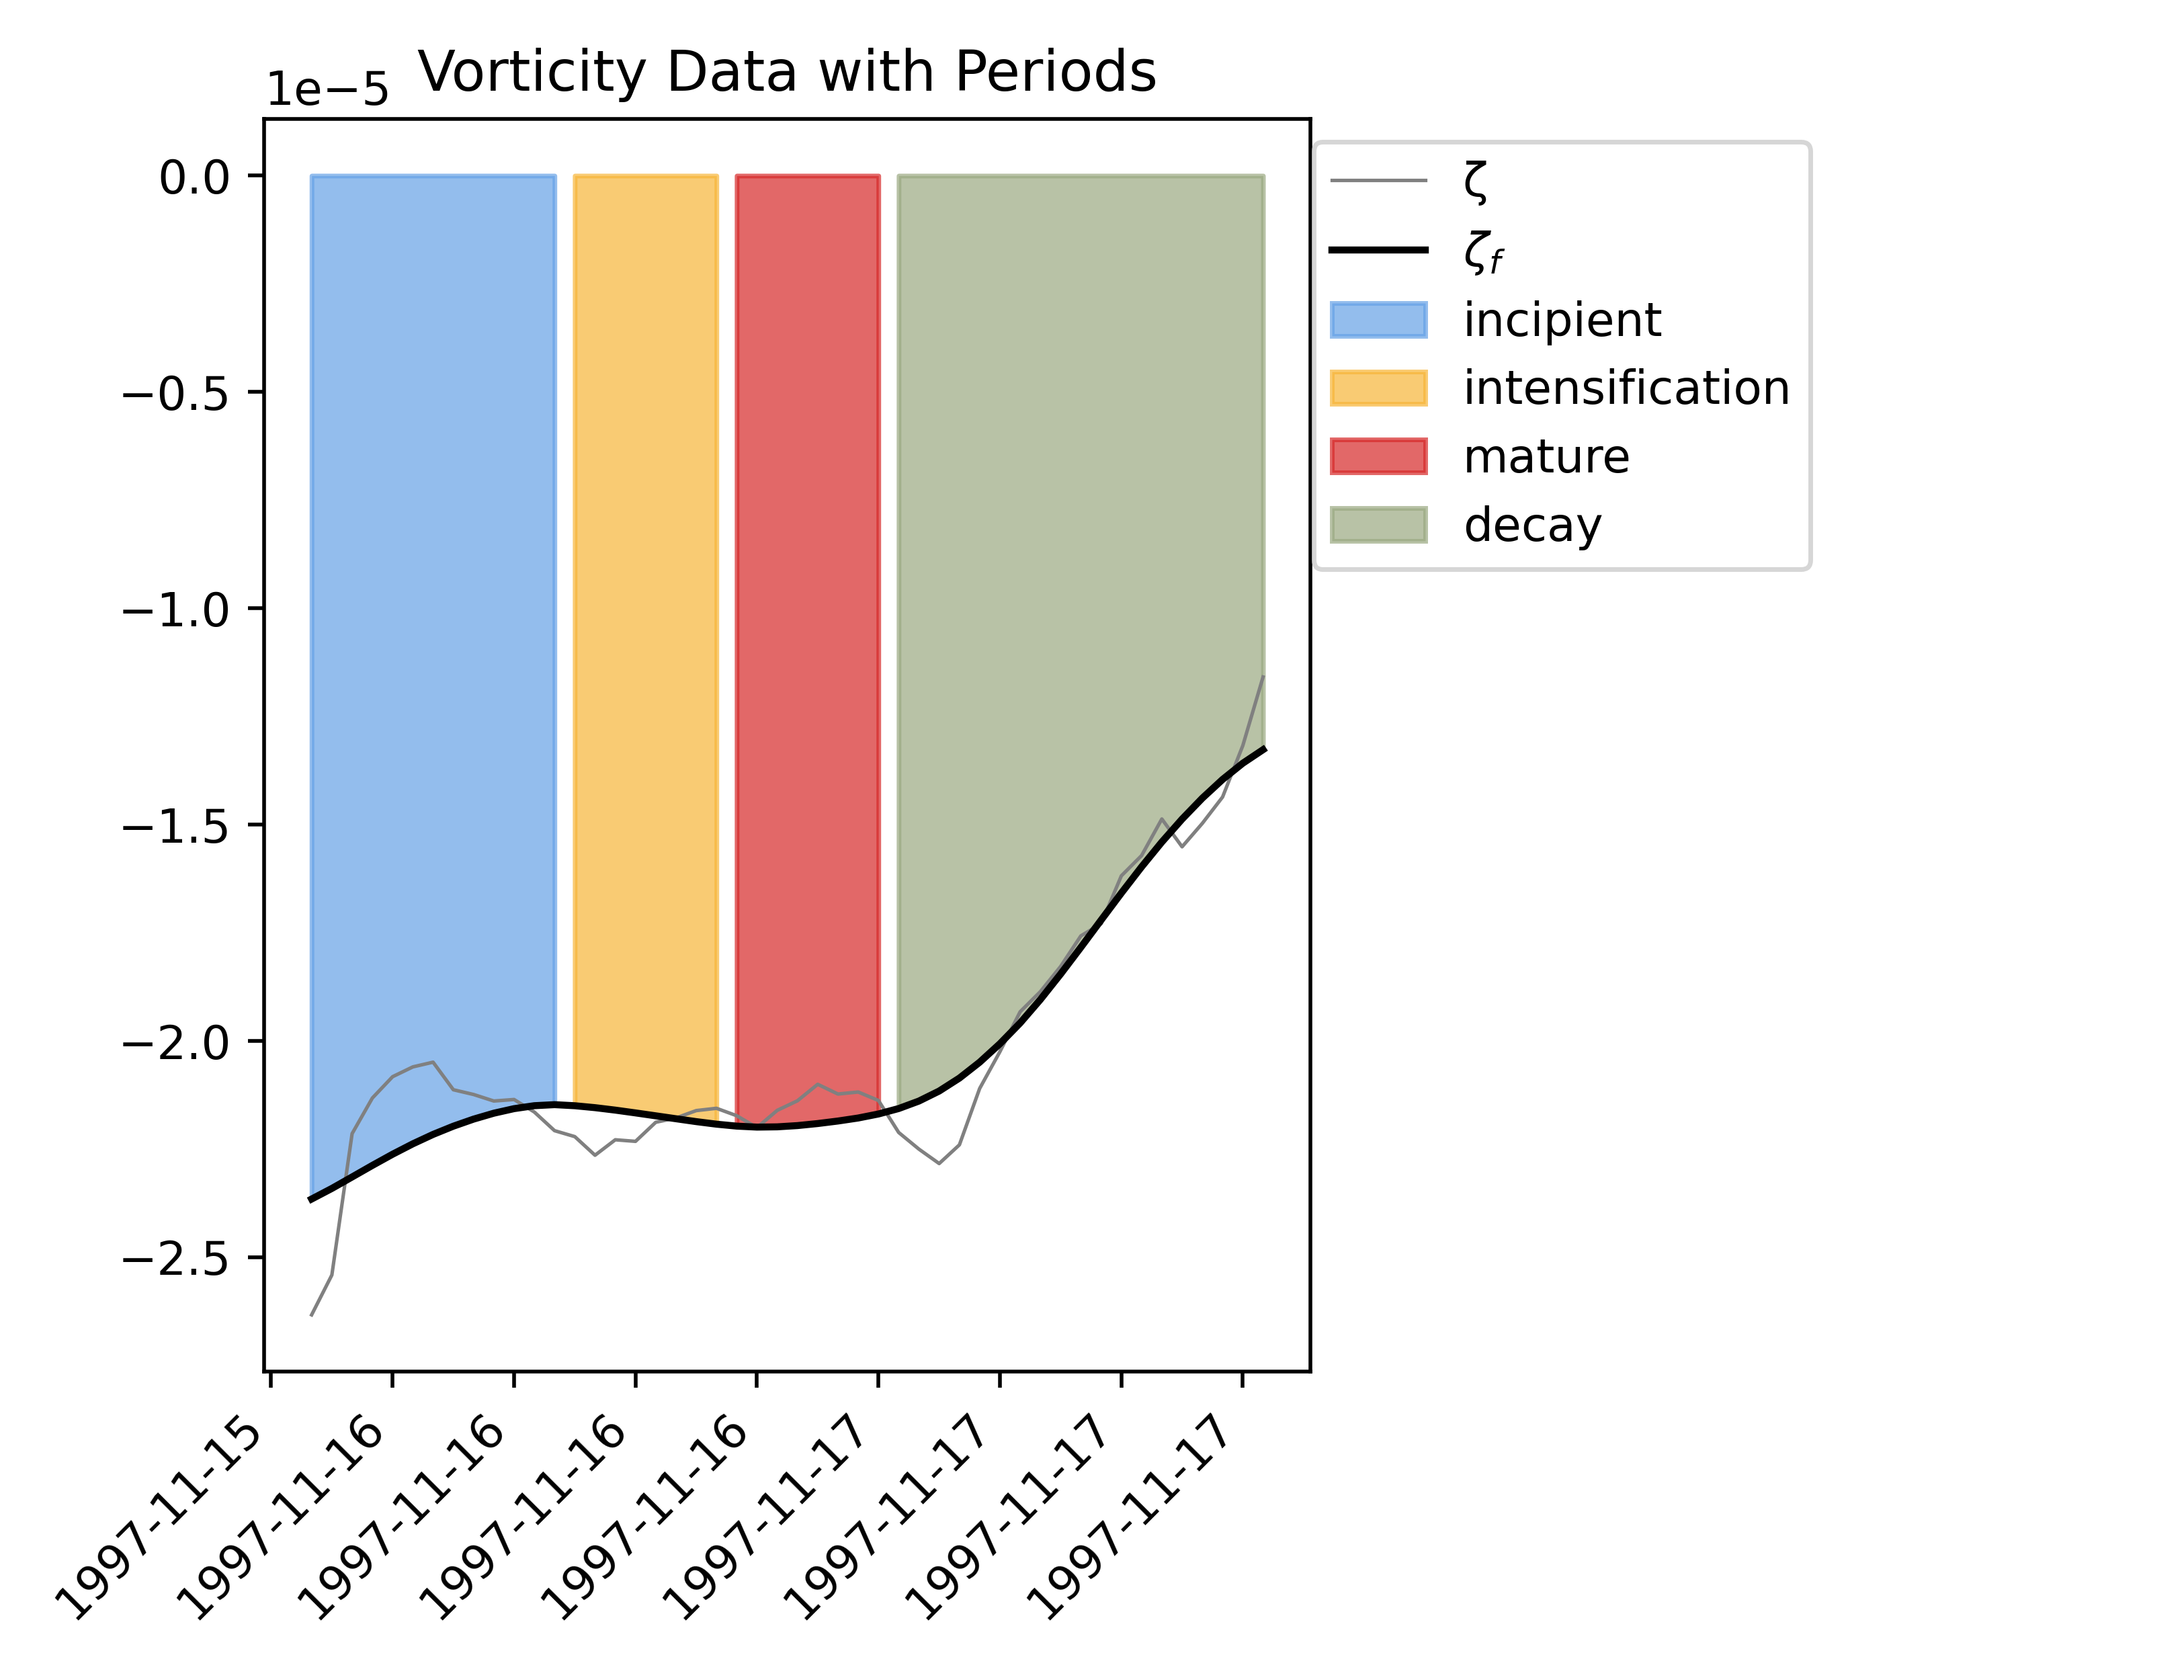 Vorticity Data with Periods
1e−5
0.0
−0.5
−1.0
−1.5
−2.0
−2.5
1997-11-15
1997-11-16
1997-11-16
1997-11-16
1997-11-16
1997-11-17
1997-11-17
1997-11-17
1997-11-17
ζ
ζf
incipient
intensification
mature
decay